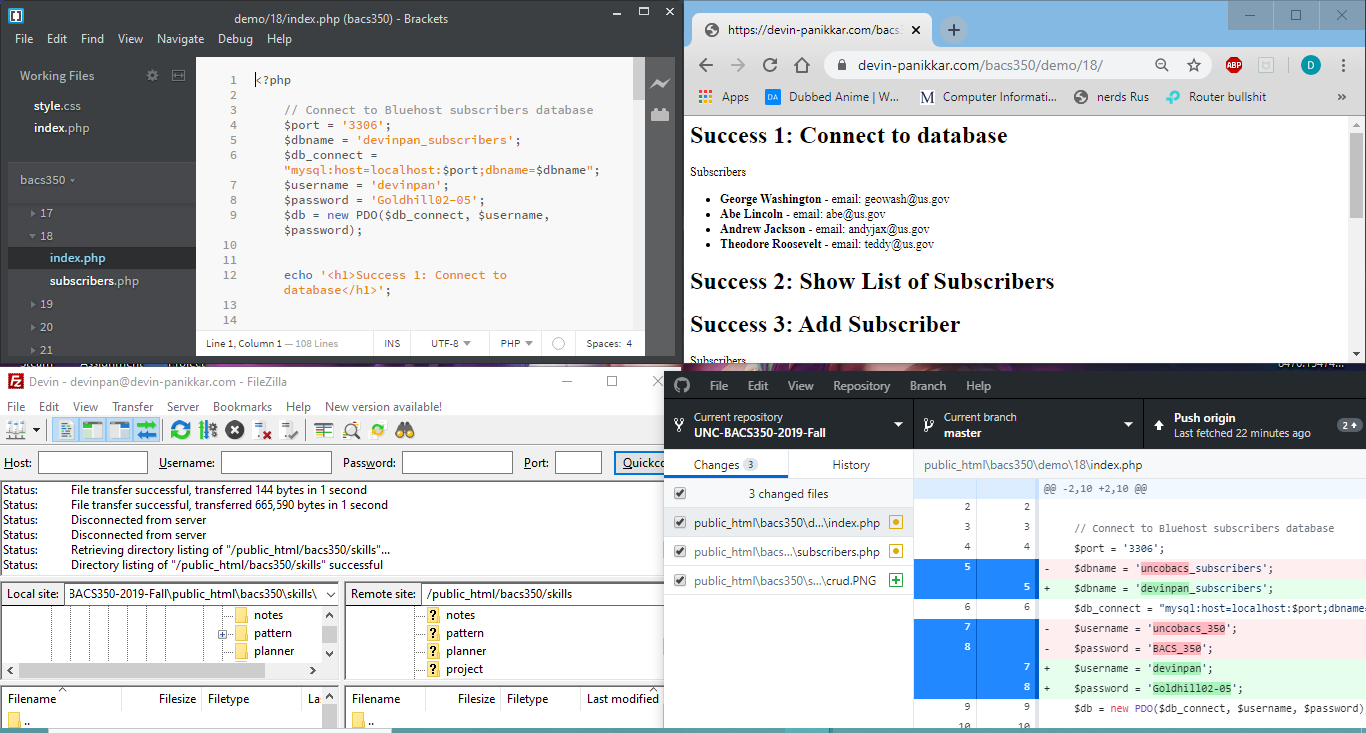 demo/18/index.php (bacs350) - Brackets
File Edit Find View Navigate Debug Help
Working Files
style.css
index.php
bacs350
17
18
index.php
subscribers.php
19
20
21
1 <?php
2
3 // Connect to Bluehost subscribers database
4 $port = '3306';
5 $dbname = 'devinpan_subscribers';
6 $db_connect =
"mysql:host=localhost:$port;dbname=$dbname";
7 $username = 'devinpan';
8 $password = 'Goldhill02-05';
9 $db = new PDO($db_connect, $username,
$password);
10
11
12 echo '<h1>Success 1: Connect to
database</h1>';
13
14
Line 1, Column 1 — 108 Lines INS UTF-8 PHP Spaces: 4
https://devin-panikkar.com/bacs
devin-panikkar.com/bacs350/demo/18/ ABP D
Apps DA Dubbed Anime | W... M Computer Informati... nerds Rus Router bullshit »
Success 1: Connect to database
Subscribers
George Washington - email: geowash@us.gov
Abe Lincoln - email: abe@us.gov
Andrew Jackson - email: andyjax@us.gov
Theodore Roosevelt - email: teddy@us.gov
Success 2: Show List of Subscribers
Success 3: Add Subscriber
Subscribers
Devin - devinpan@devin-panikkar.com - FileZilla
File Edit View Transfer Server Bookmarks Help New version available!
Host: Username: Password: Port: Quickco
Status: File transfer successful, transferred 144 bytes in 1 second
Status: File transfer successful, transferred 665,590 bytes in 1 second
Status: Disconnected from server
Status: Disconnected from server
Status: Retrieving directory listing of "/public_html/bacs350/skills"...
Status: Directory listing of "/public_html/bacs350/skills" successful
Local site: BACS350-2019-Fall\public_html\bacs350\skills\
notes
pattern
planner
Remote site: /public_html/bacs350/skills
notes
pattern
planner
project
Filename Filesize Filetype La
..
Filename Filesize Filetype Last modified
..
File Edit View Repository Branch Help
Current repository
UNC-BACS350-2019-Fall
Current branch
master
Push origin
Last fetched 22 minutes ago
2
Changes 3 History
3 changed files
public_html\bacs350\d...\index.php
public_html\bacs...\subscribers.php
public_html\bacs350\s...\crud.PNG
public_html\bacs350\demo\18\index.php
@@ -2,10 +2,10 @@
2 2
3 3 // Connect to Bluehost subscribers database
4 4 $port = '3306';
5 - $dbname = 'uncobacs_subscribers';
5 + $dbname = 'devinpan_subscribers';
6 6 $db_connect = "mysql:host=localhost:$port;dbname=
7 - $username = 'uncobacs_350';
8 - $password = 'BACS_350';
7 + $username = 'devinpan';
8 + $password = 'Goldhill02-05';
9 9 $db = new PDO($db_connect, $username, $password)
10 10